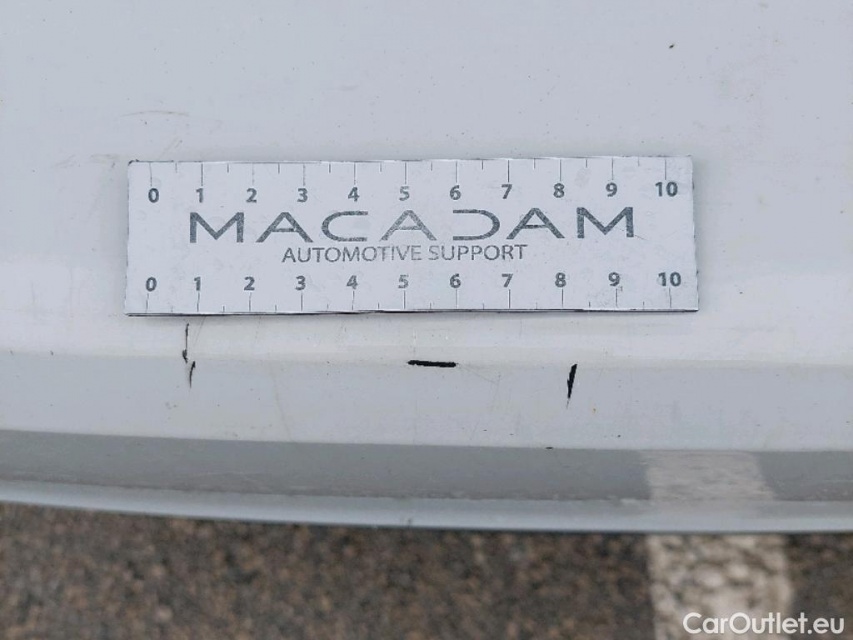 0 1 2 3 4 5 6 7 8 9 10
MACADAM
AUTOMOTIVE SUPPORT
0 1 2 3 4 5 6 7 8 9 10
CarOutlet.eu